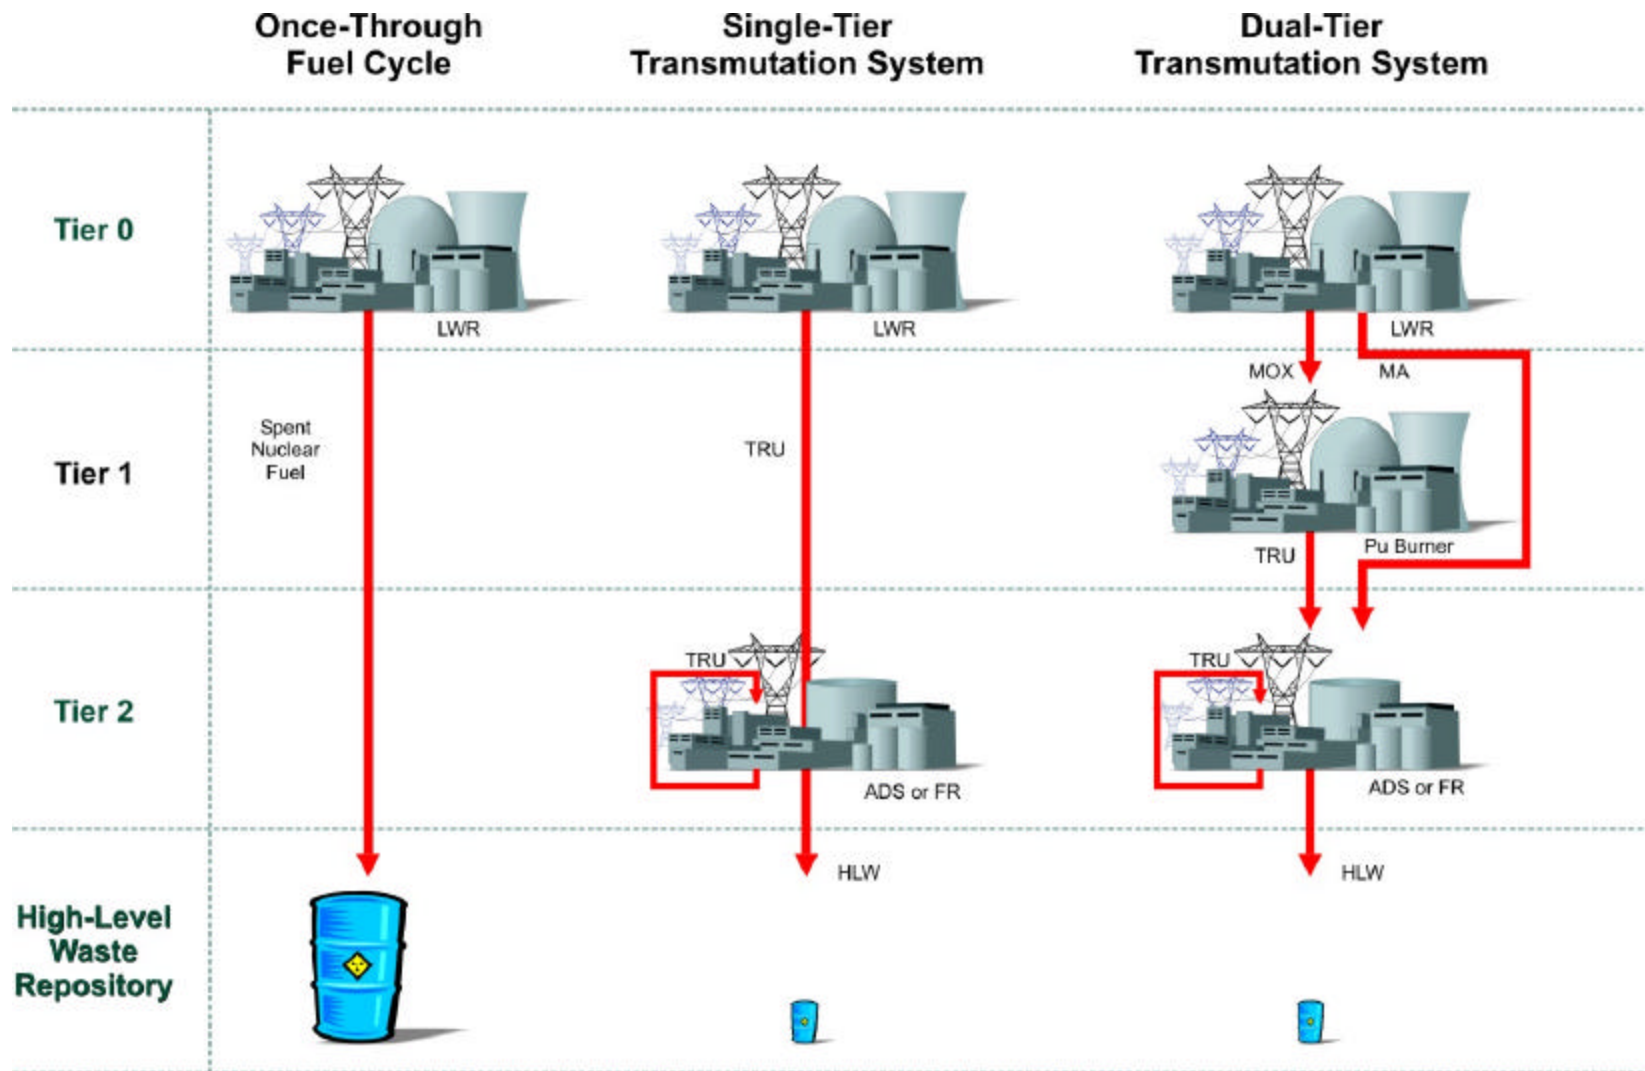 Once-Through
Fuel Cycle
Single-Tier
Transmutation System
Dual-Tier
Transmutation System
Tier 0
LWR
LWR
LWR
Tier 1
Spent
Nuclear
Fuel
TRU
MOX
MA
Pu Burner
TRU
Tier 2
TRU
ADS or FR
TRU
ADS or FR
High-Level
Waste
Repository
HLW
HLW